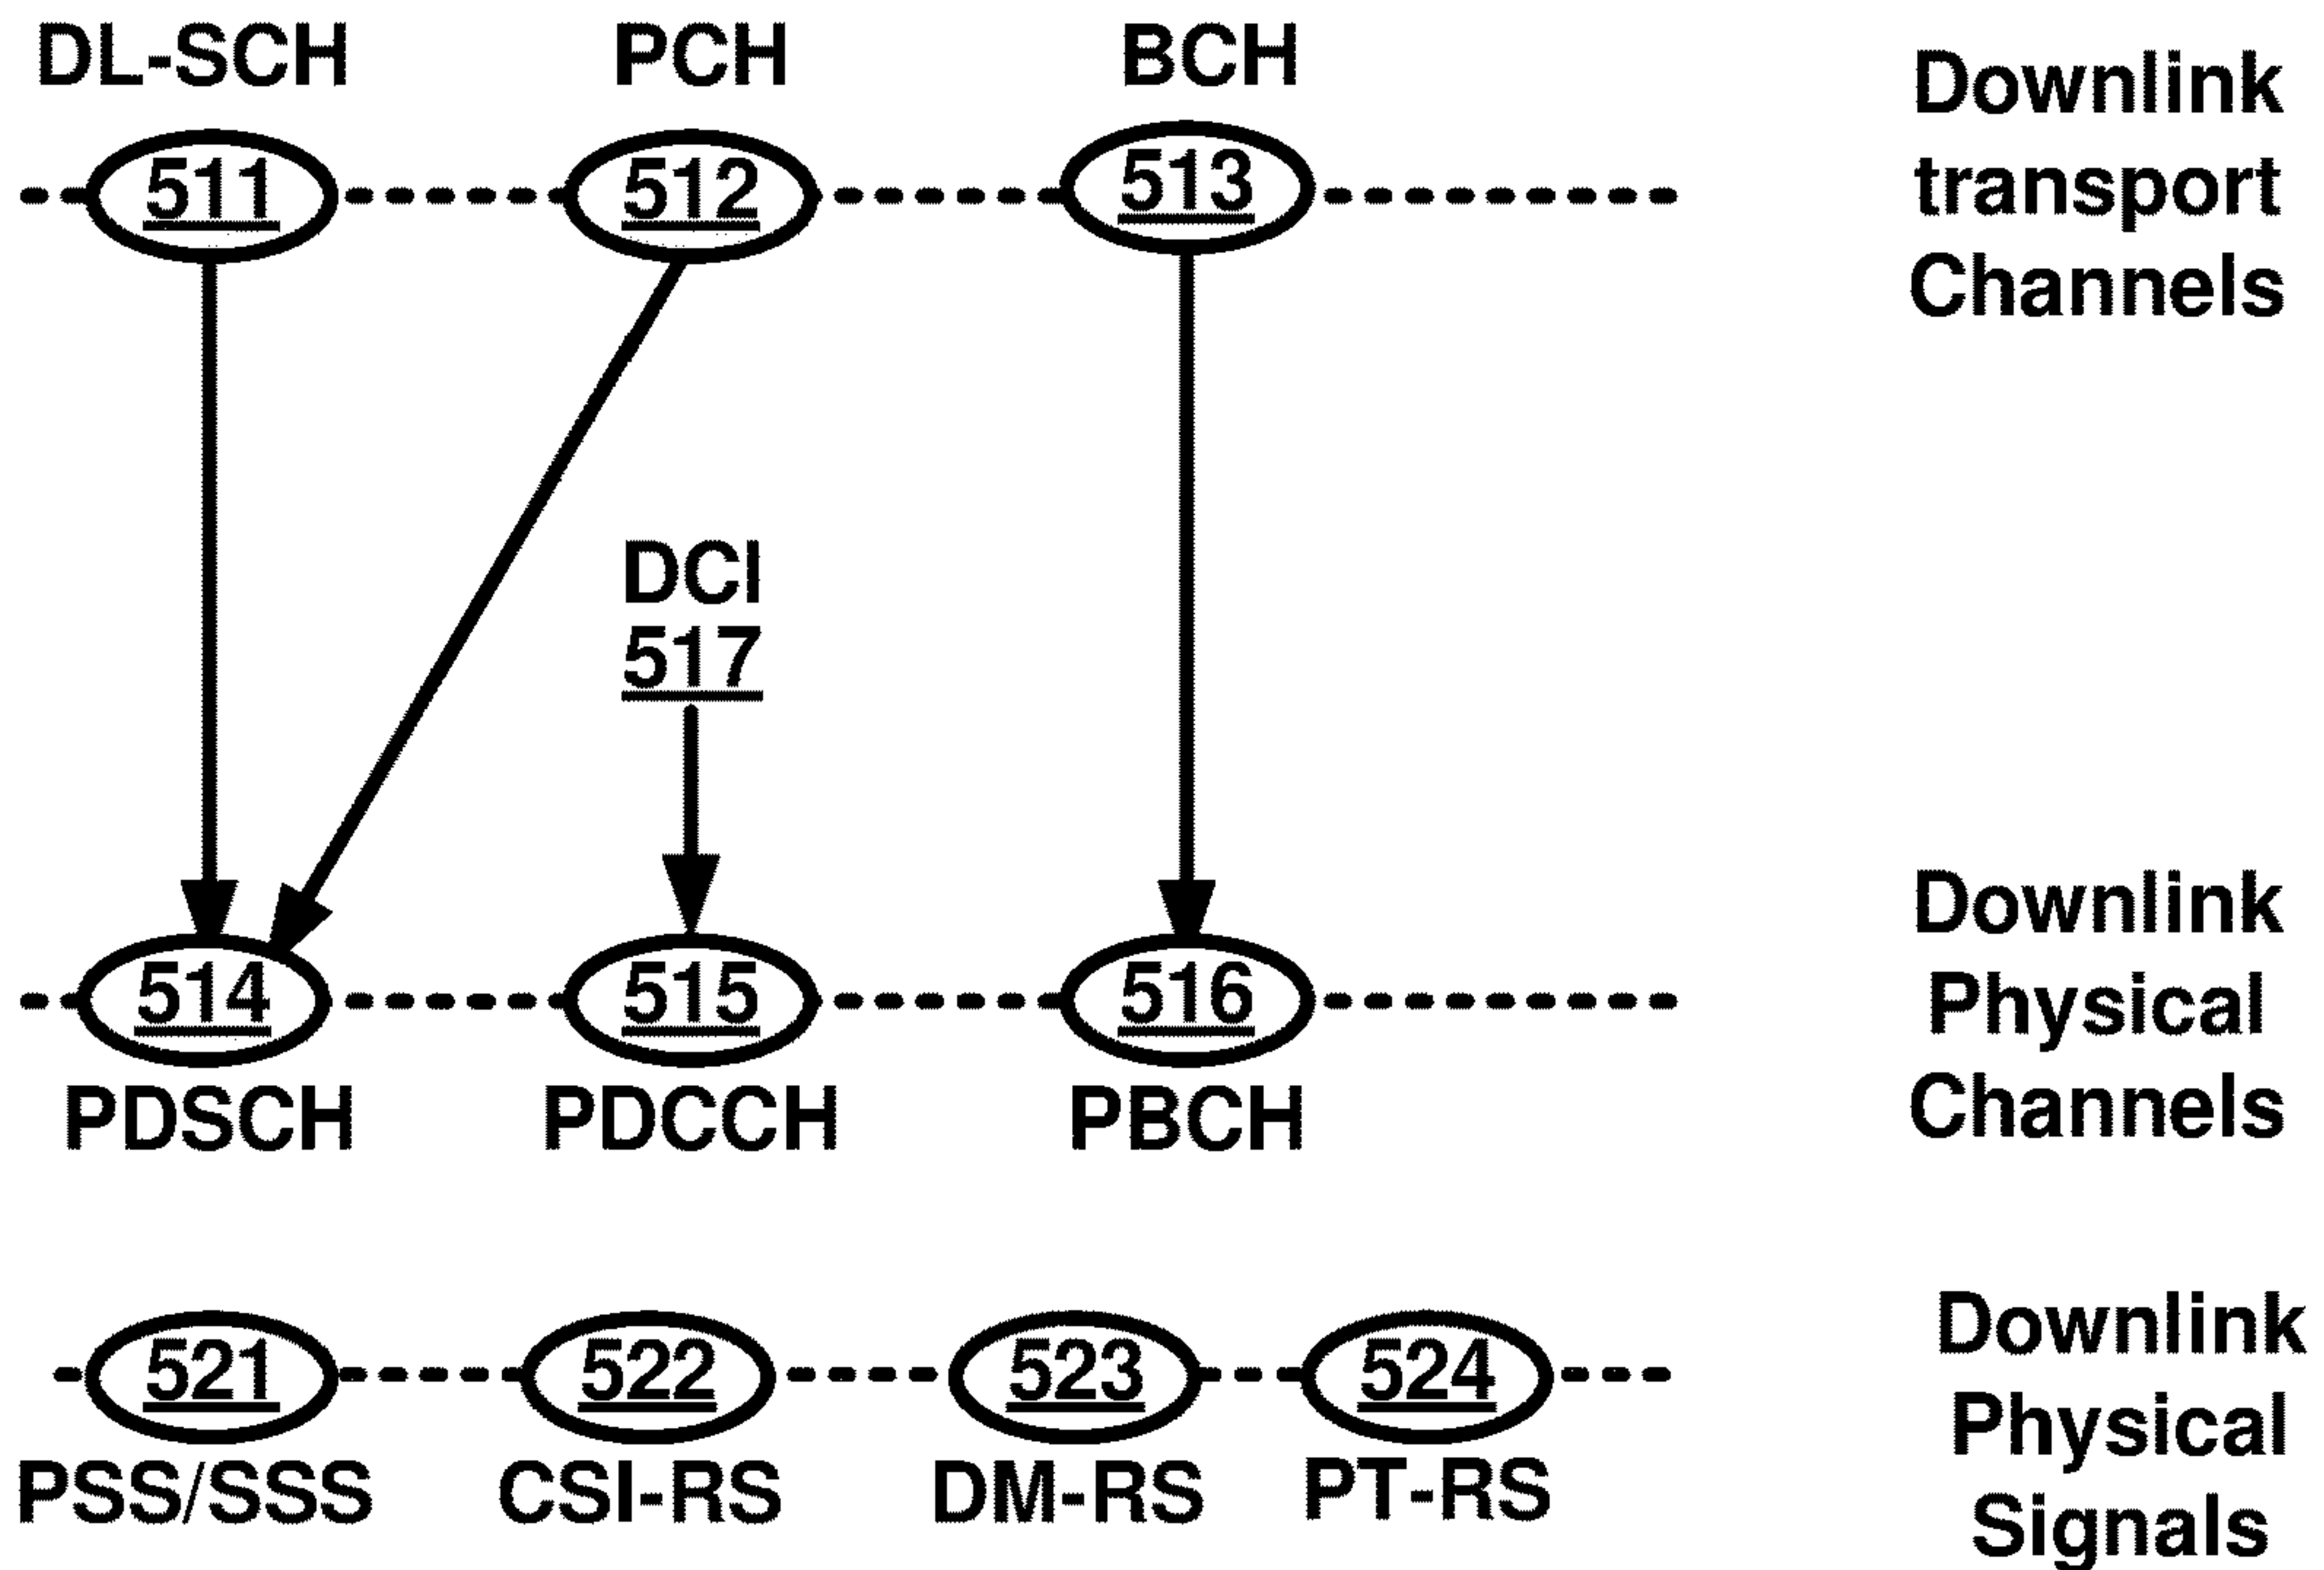 DL-SCH PCH BCH
511 512 513
Downlink
transport
Channels
DCI
517
514 515 516
PDSCH PDCCH PBCH
Downlink
Physical
Channels
521 522 523 524
PSS/SSS CSI-RS DM-RS PT-RS
Downlink
Physical
Signals